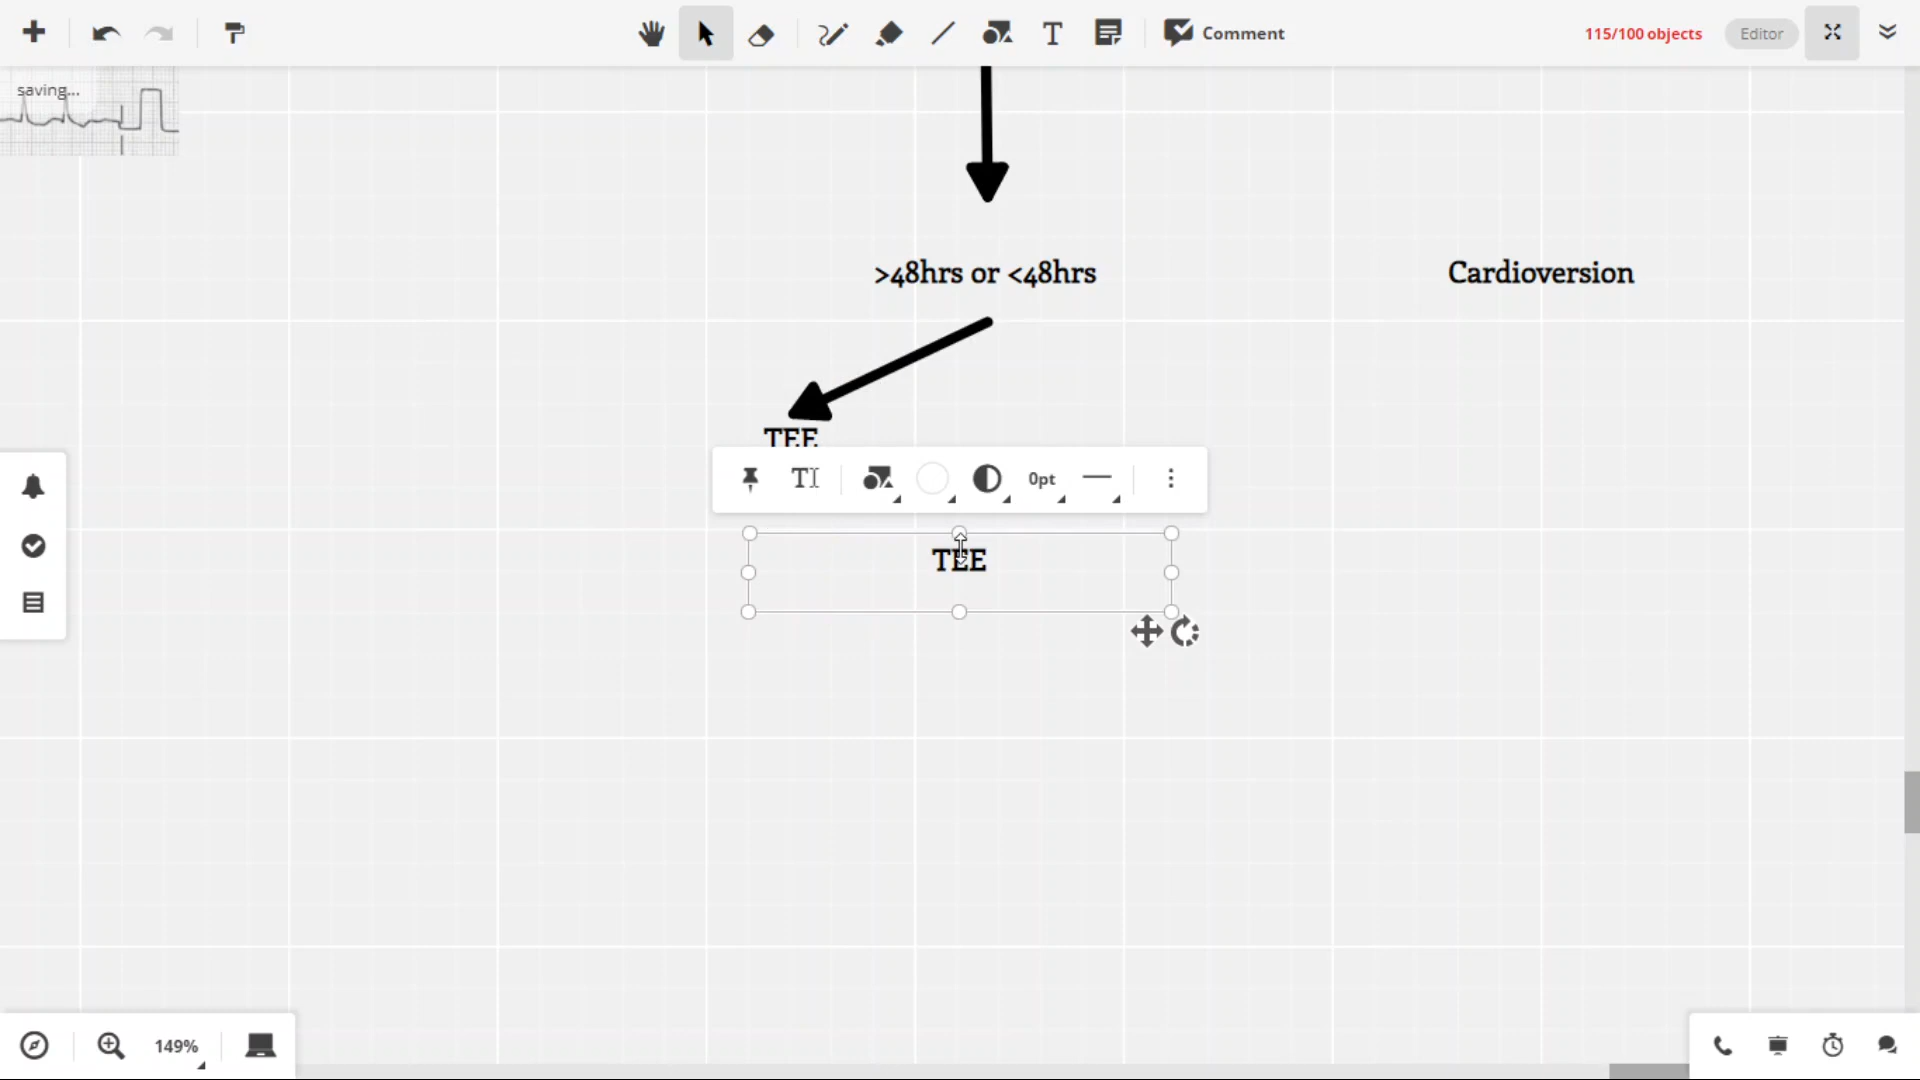 Comment
115/100 objects
Editor
saving...
>48hrs or <48hrs
Cardioversion
TEE
0pt
TEE
149%